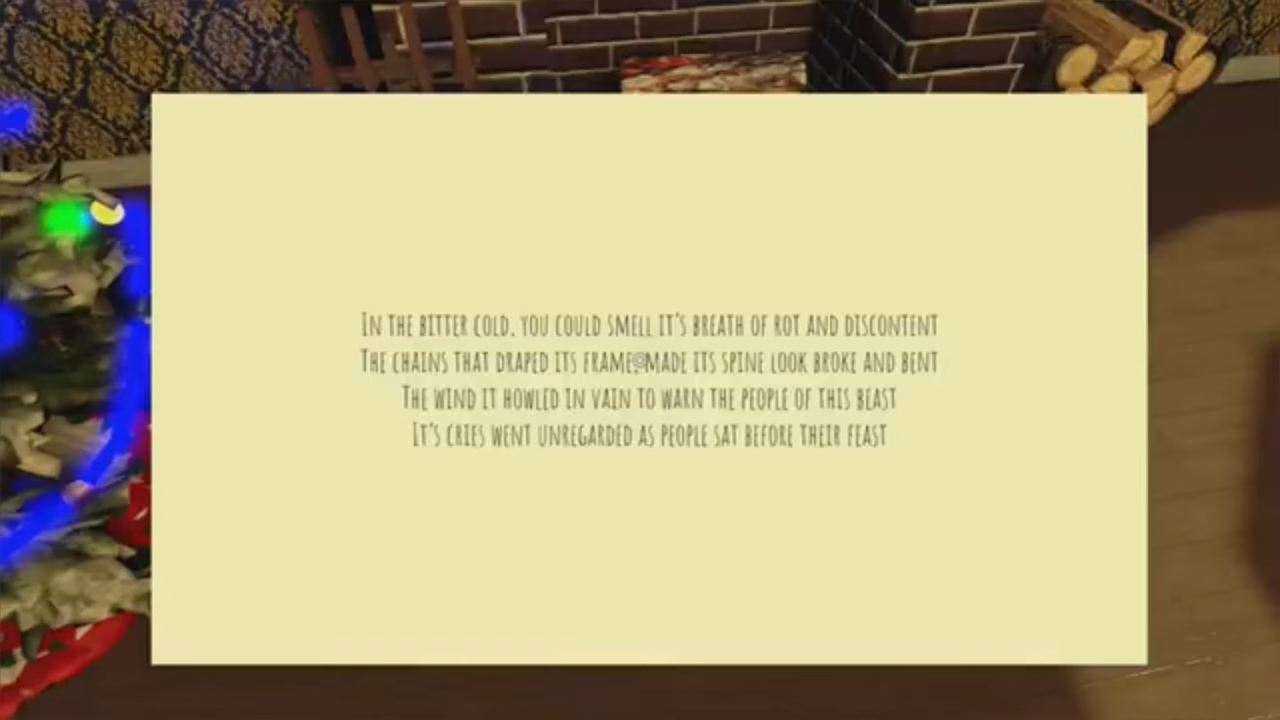 In the bitter cold, you could smell it's breath of rot and discontent
The chains that draped its frame, made its spine look broke and bent
The wind it howled in vain to warn the people of this beast
It's cries went unregarded as people sat before their feast